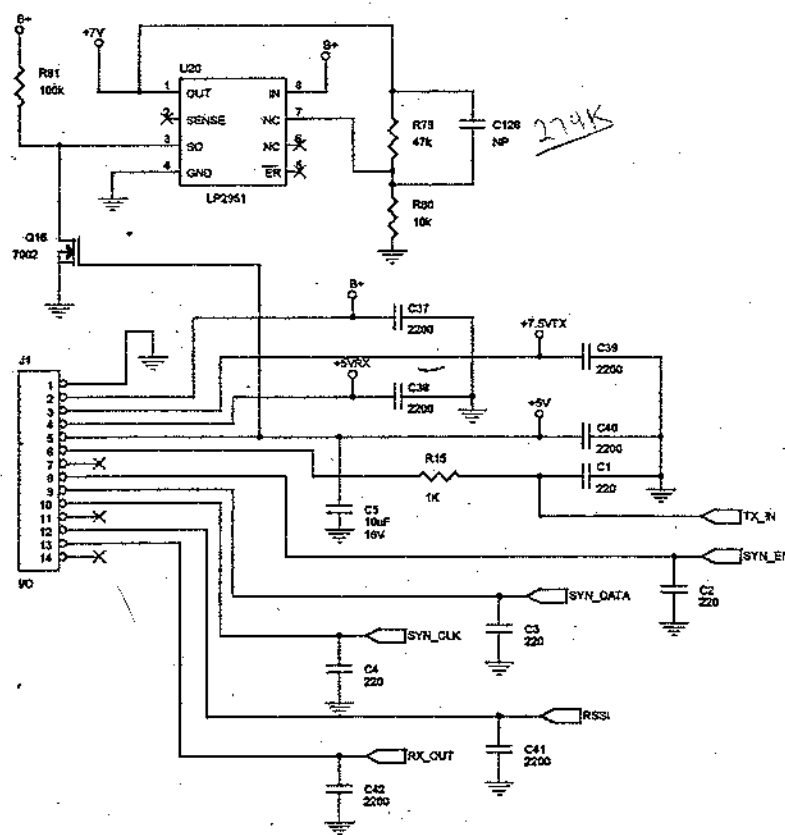 B+
+7V
B+
R81
100k
U20
1 OUT
IN 8
2 SENSE
NC 7
3 SD
NC 6
4 GND
ER 5
LP2951
R79
47k
C128
NP
274K
R80
10k
Q16
7002
B+
C37
2200
+7.5VTX
C39
2200
+5VRX
C38
2200
+5V
C40
2200
J1
1
2
3
4
5
6
7
8
9
10
11
12
13
14
I/O
R15
1K
C1
220
C5
10uF
16V
TX_IN
SYN_EN
C2
220
SYN_DATA
C3
220
SYN_CLK
C4
220
RSSI
C41
2200
RX_OUT
C42
2200